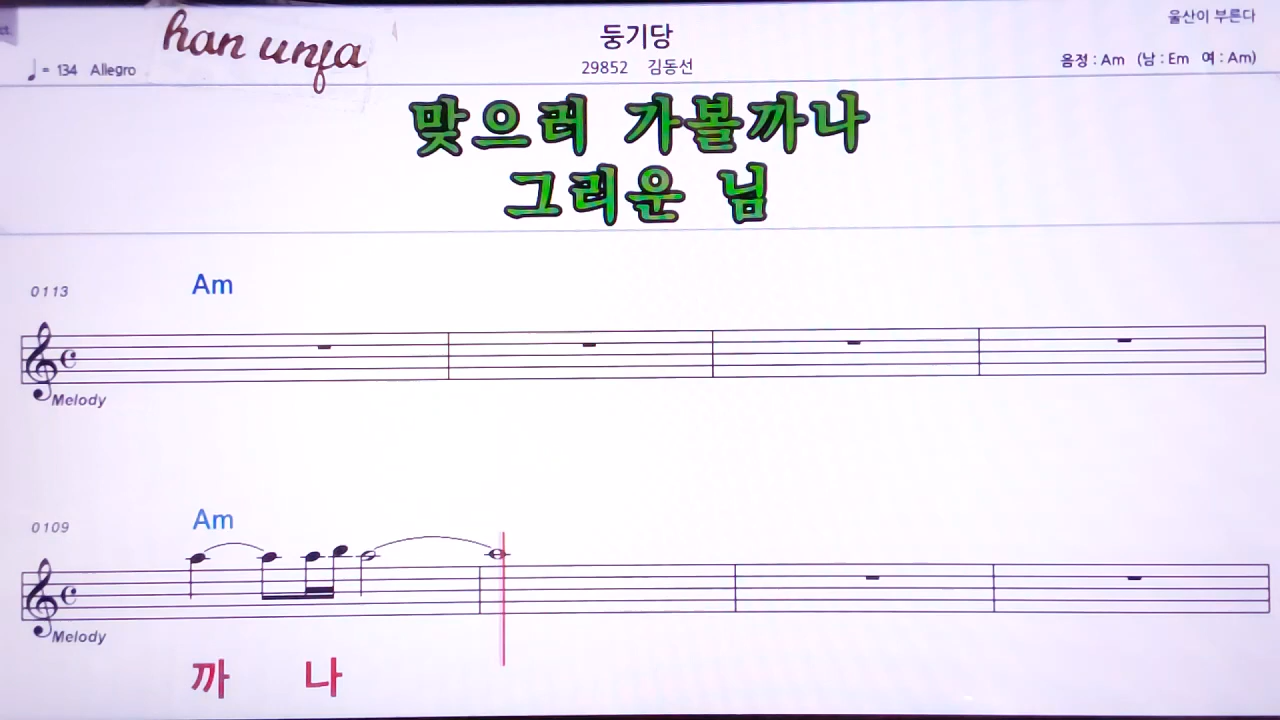 han unfa
둥기당
울산이 부른다
♩= 134 Allegro
29852 김동선
음정 : Am (남 : Em 여 : Am)
맞으러 가볼까나
그리운 님
0113
Am
Melody
0109
Am
Melody
까 나